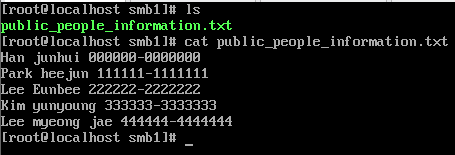 [root@localhost smb1]# ls
public_people_information.txt
[root@localhost smb1]# cat public_people_information.txt
Han junhui 000000-0000000
Park heejun 111111-1111111
Lee Eunbee 222222-2222222
Kim yunyoung 333333-3333333
Lee myeong jae 444444-4444444
[root@localhost smb1]# _